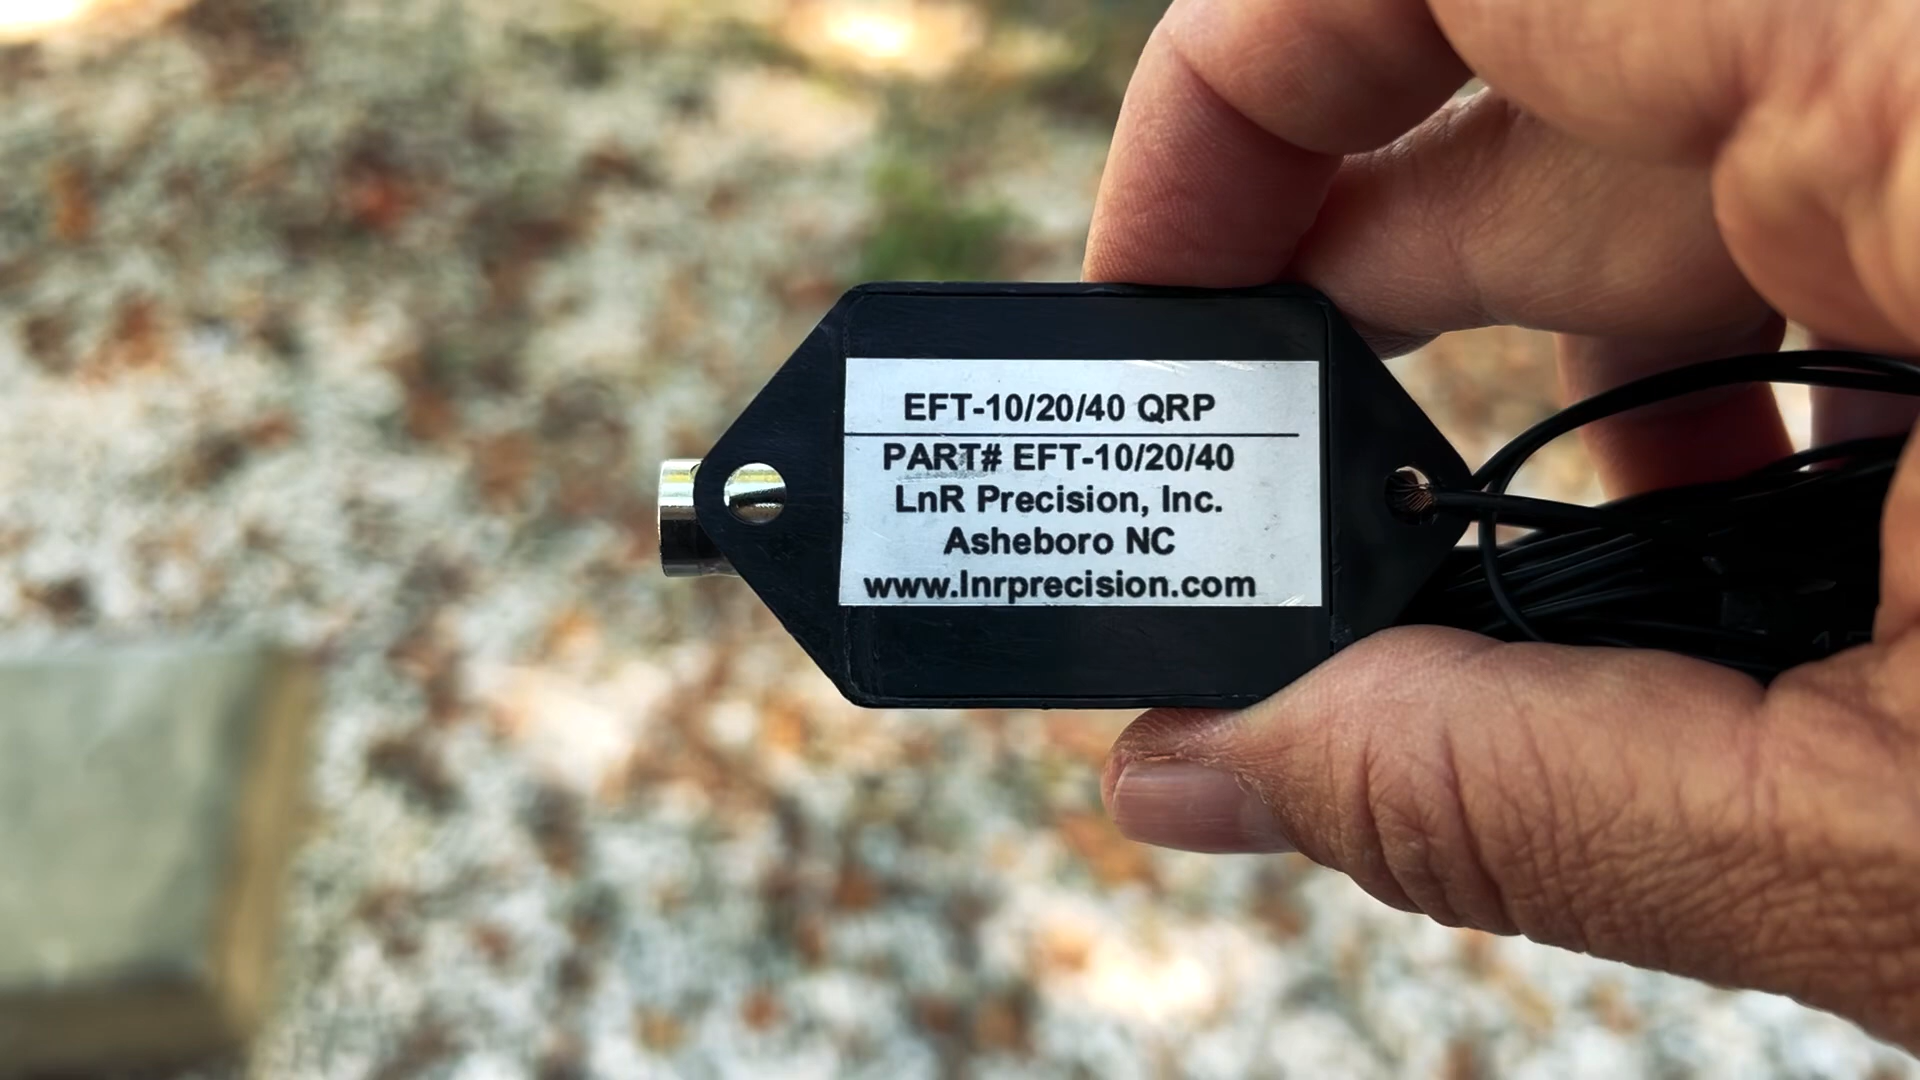 EFT-10/20/40 QRP
PART# EFT-10/20/40
LnR Precision, Inc.
Asheboro NC
www.lnrprecision.com